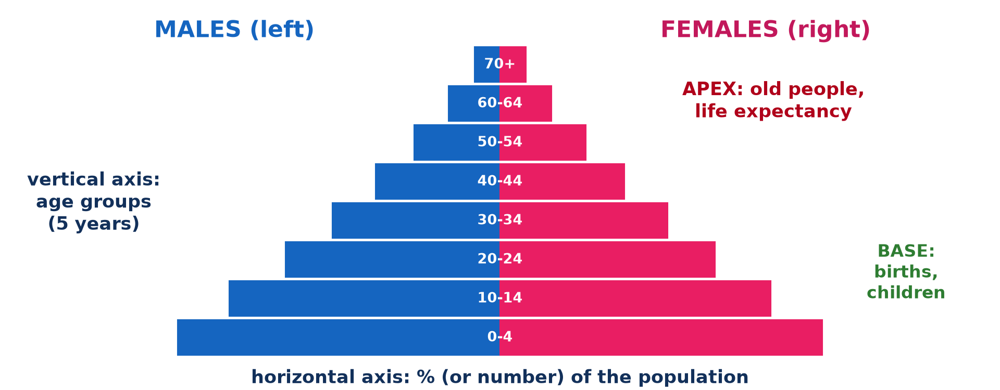 MALES (left)
FEMALES (right)
70+
APEX: old people,
life expectancy
60-64
50-54
vertical axis:
age groups
(5 years)
40-44
30-34
20-24
BASE:
births,
children
10-14
0-4
horizontal axis: % (or number) of the population